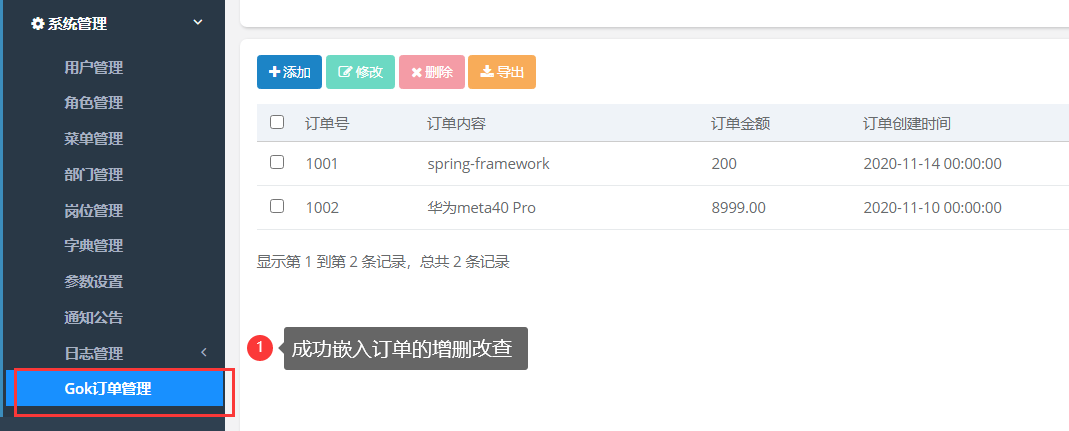 系统管理
用户管理
角色管理
菜单管理
部门管理
岗位管理
字典管理
参数设置
通知公告
日志管理
Gok订单管理
添加 修改 删除 导出
订单号 订单内容 订单金额 订单创建时间
1001 spring-framework 200 2020-11-14 00:00:00
1002 华为meta40 Pro 8999.00 2020-11-10 00:00:00
显示第 1 到第 2 条记录，总共 2 条记录
1 成功嵌入订单的增删改查